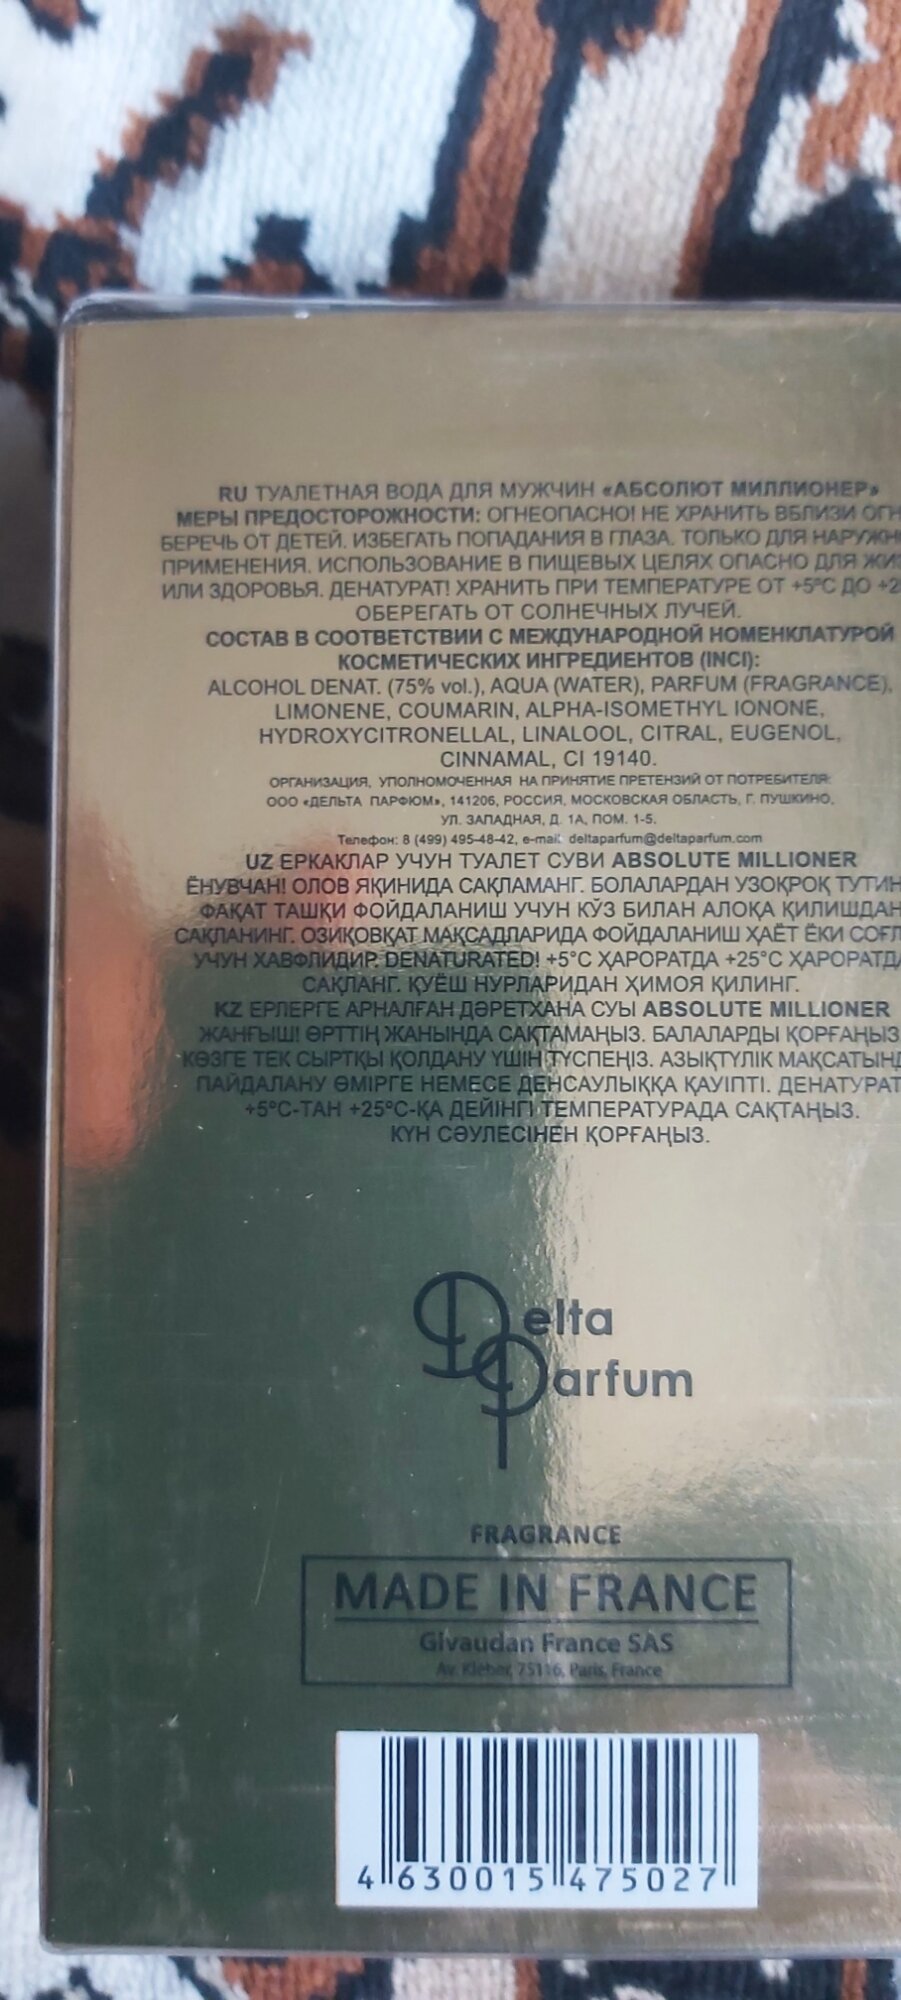 RU ТУАЛЕТНАЯ ВОДА ДЛЯ МУЖЧИН «АБСОЛЮТ МИЛЛИОНЕР»
МЕРЫ ПРЕДОСТОРОЖНОСТИ: ОГНЕОПАСНО! НЕ ХРАНИТЬ ВБЛИЗИ ОГН
БЕРЕЧЬ ОТ ДЕТЕЙ. ИЗБЕГАТЬ ПОПАДАНИЯ В ГЛАЗА. ТОЛЬКО ДЛЯ НАРУЖН
ПРИМЕНЕНИЯ. ИСПОЛЬЗОВАНИЕ В ПИЩЕВЫХ ЦЕЛЯХ ОПАСНО ДЛЯ ЖИ
ИЛИ ЗДОРОВЬЯ. ДЕНАТУРАТ! ХРАНИТЬ ПРИ ТЕМПЕРАТУРЕ ОТ +5°C ДО +2
ОБЕРЕГАТЬ ОТ СОЛНЕЧНЫХ ЛУЧЕЙ.
СОСТАВ В СООТВЕТСТВИИ С МЕЖДУНАРОДНОЙ НОМЕНКЛАТУРОЙ
КОСМЕТИЧЕСКИХ ИНГРЕДИЕНТОВ (INCI):
ALCOHOL DENAT. (75% vol.), AQUA (WATER), PARFUM (FRAGRANCE),
LIMONENE, COUMARIN, ALPHA-ISOMETHYL IONONE,
HYDROXYCITRONELLAL, LINALOOL, CITRAL, EUGENOL,
CINNAMAL, CI 19140.
ОРГАНИЗАЦИЯ, УПОЛНОМОЧЕННАЯ НА ПРИНЯТИЕ ПРЕТЕНЗИЙ ОТ ПОТРЕБИТЕЛЯ:
ООО «ДЕЛЬТА ПАРФЮМ», 141206, РОССИЯ, МОСКОВСКАЯ ОБЛАСТЬ, Г. ПУШКИНО,
УЛ. ЗАПАДНАЯ, Д. 1А, ПОМ. 1-5.
Телефон: 8 (499) 495-48-42, e-mail: deltaparfum@deltaparfum.com
UZ ЕРКАКЛАР УЧУН ТУАЛЕТ СУВИ ABSOLUTE MILLIONER
ЁНУВЧАН! ОЛОВ ЯҚИНИДА САҚЛАМАНГ. БОЛАЛАРДАН УЗОҚРОҚ ТУТИН
ФАҚАТ ТАШҚИ ФОЙДАЛАНИШ УЧУН КЎЗ БИЛАН АЛОҚА ҚИЛИШДАН
САҚЛАНИНГ. ОЗИҚОВҚАТ МАҚСАДЛАРИДА ФОЙДАЛАНИШ ҲАЁТ ЁКИ СОҒЛ
УЧУН ХАВФЛИДИР. DENATURATED! +5°C ҲАРОРАТДА +25°C ҲАРОРАТДА
САҚЛАНГ. ҚУЁШ НУРЛАРИДАН ҲИМОЯ ҚИЛИНГ.
KZ ЕРЛЕРГЕ АРНАЛҒАН ДӘРЕТХАНА СУЫ ABSOLUTE MILLIONER
ЖАНҒЫШ! ӨРТТІҢ ЖАНЫНДА САҚТАМАҢЫЗ. БАЛАЛАРДЫ ҚОРҒАҢЫЗ
КӨЗГЕ ТЕК СЫРТҚЫ ҚОЛДАНУ ҮШІН ТҮСПЕҢІЗ. АЗЫҚТҮЛІК МАҚСАТЫНД
ПАЙДАЛАНУ ӨМІРГЕ НЕМЕСЕ ДЕНСАУЛЫҚҚА ҚАУІПТІ. ДЕНАТУРАТ
+5°C-ТАН +25°C-ҚА ДЕЙІНГІ ТЕМПЕРАТУРАДА САҚТАҢЫЗ.
КҮН СӘУЛЕСІНЕН ҚОРҒАҢЫЗ.
Delta
Parfum
FRAGRANCE
MADE IN FRANCE
Givaudan France SAS
Av. Kleber, 75116, Paris, France
4 630015 475027